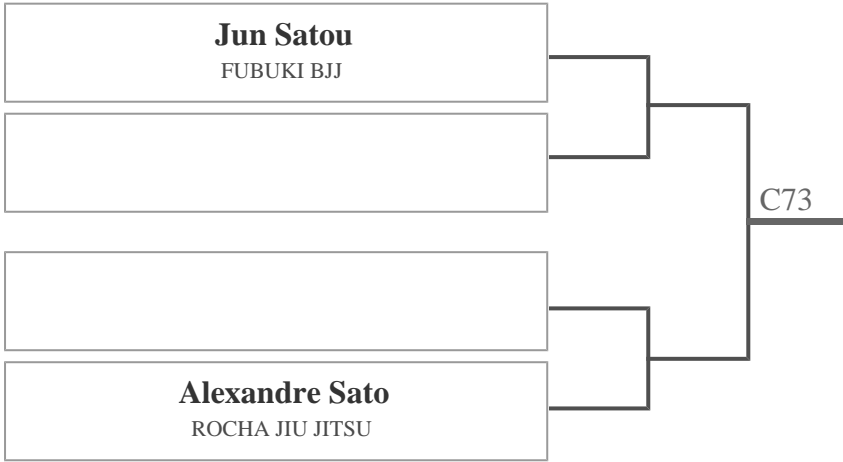 Jun Satou
FUBUKI BJJ
C73
Alexandre Sato
ROCHA JIU JITSU